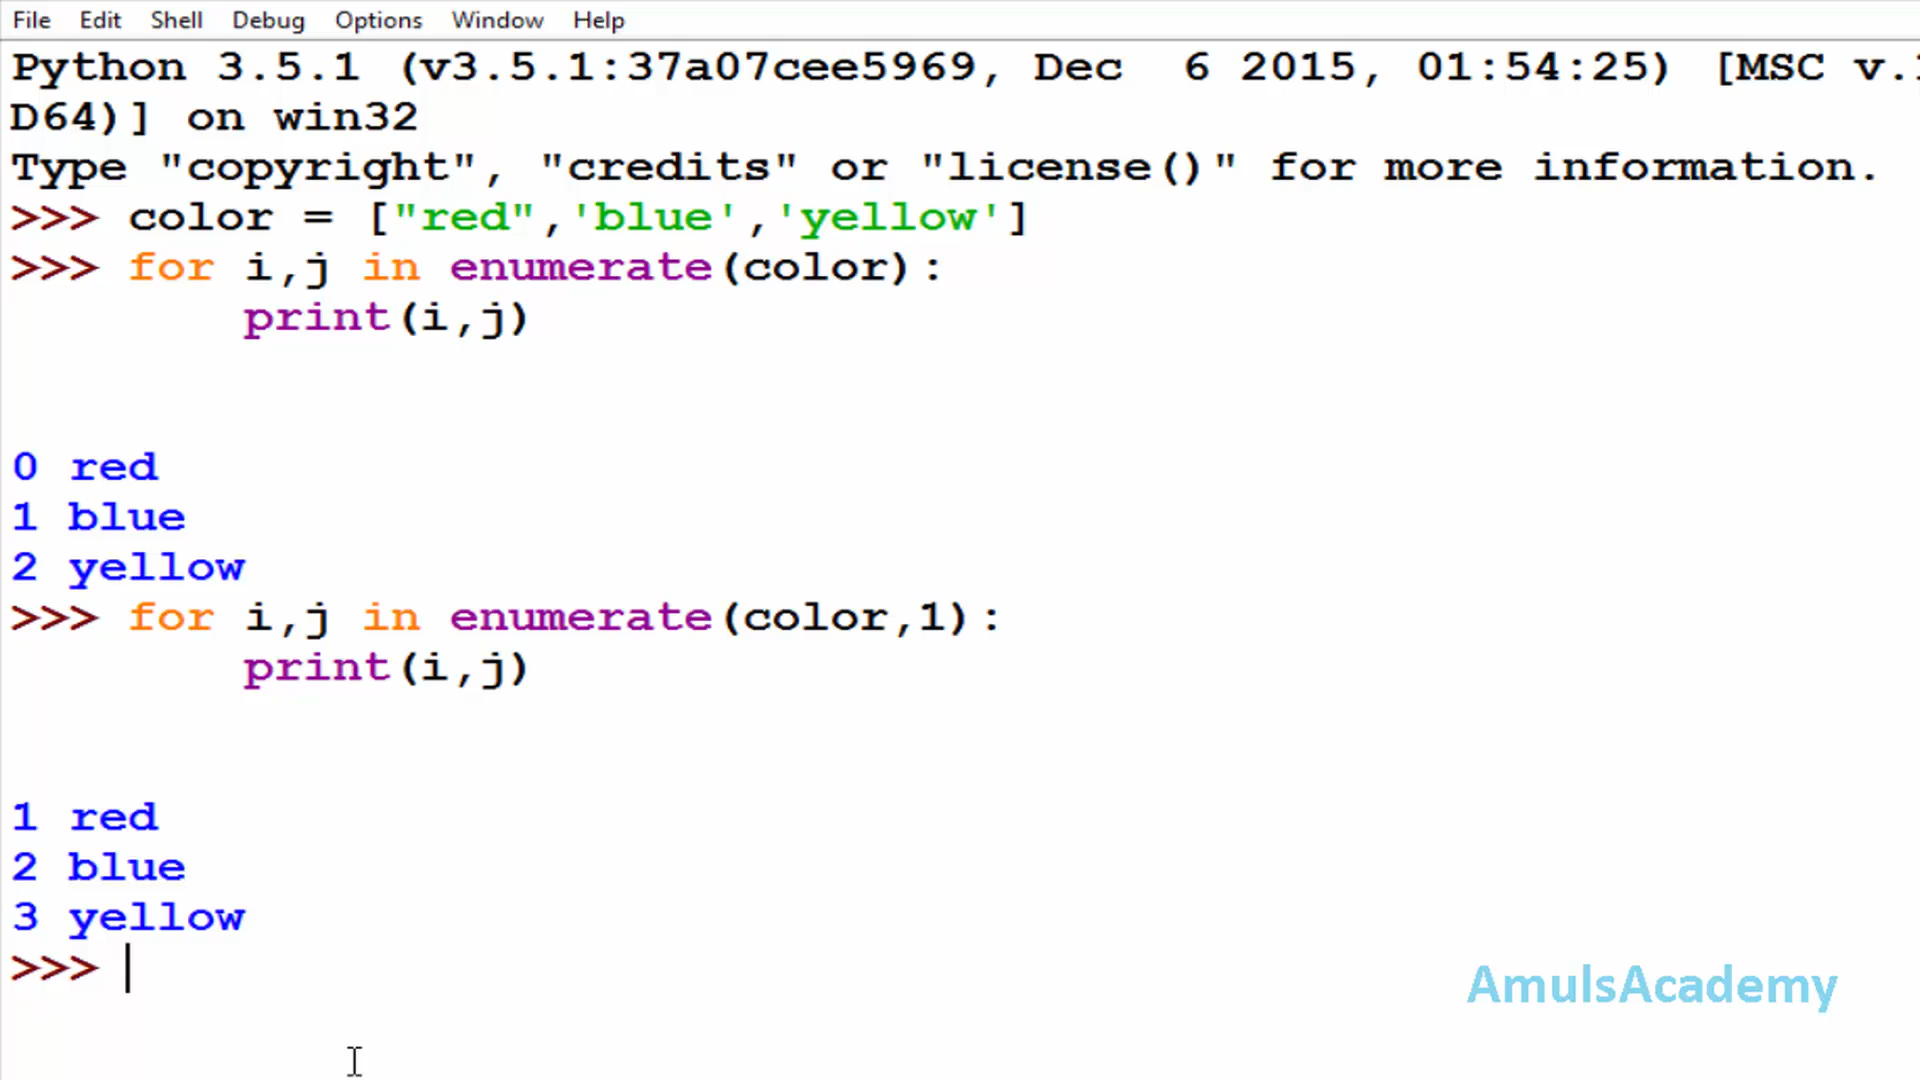 File Edit Shell Debug Options Window Help
Python 3.5.1 (v3.5.1:37a07cee5969, Dec  6 2015, 01:54:25) [MSC v.
D64)] on win32
Type "copyright", "credits" or "license()" for more information.
>>> color = ["red",'blue','yellow']
>>> for i,j in enumerate(color):
        print(i,j)
0 red
1 blue
2 yellow
>>> for i,j in enumerate(color,1):
        print(i,j)
1 red
2 blue
3 yellow
>>>
AmulsAcademy